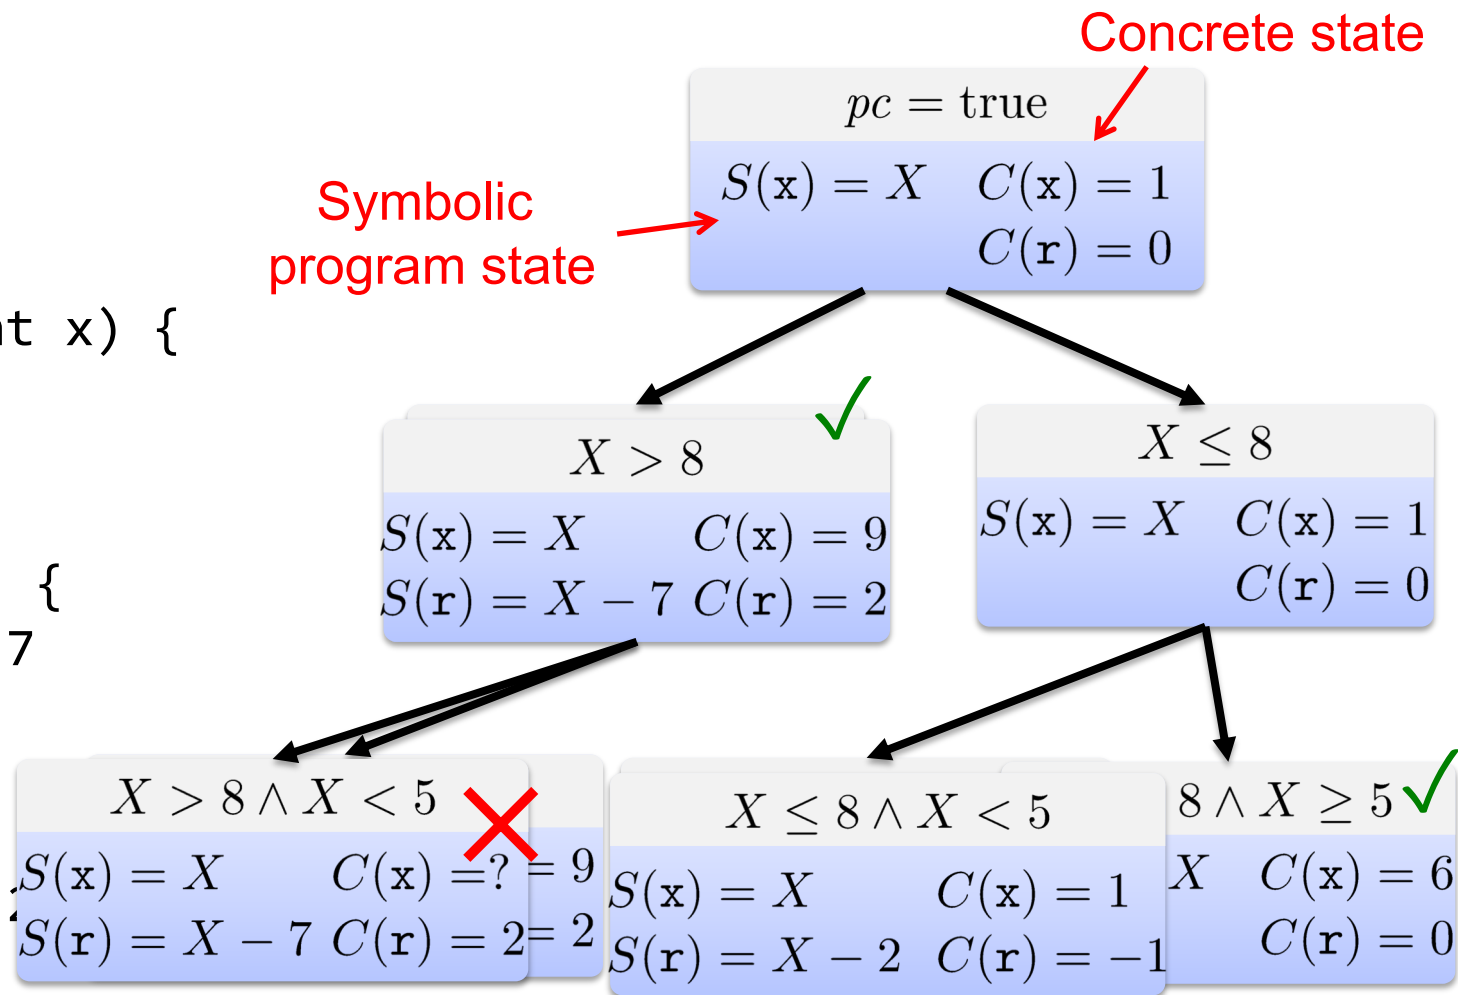 Concrete state
pc = true
S(x) = X C(x) = 1
C(r) = 0
Symbolic
program state
t x) {
X > 8
S(x) = X C(x) = 9
S(r) = X − 7 C(r) = 2
X ≤ 8
S(x) = X C(x) = 1
C(r) = 0
{
7
X > 8 ∧ X < 5
S(x) = X C(x) =? = 9
S(r) = X − 7 C(r) = 2 = 2
X ≤ 8 ∧ X < 5
S(x) = X C(x) = 1
S(r) = X − 2 C(r) = −1
8 ∧ X ≥ 5
X C(x) = 6
C(r) = 0